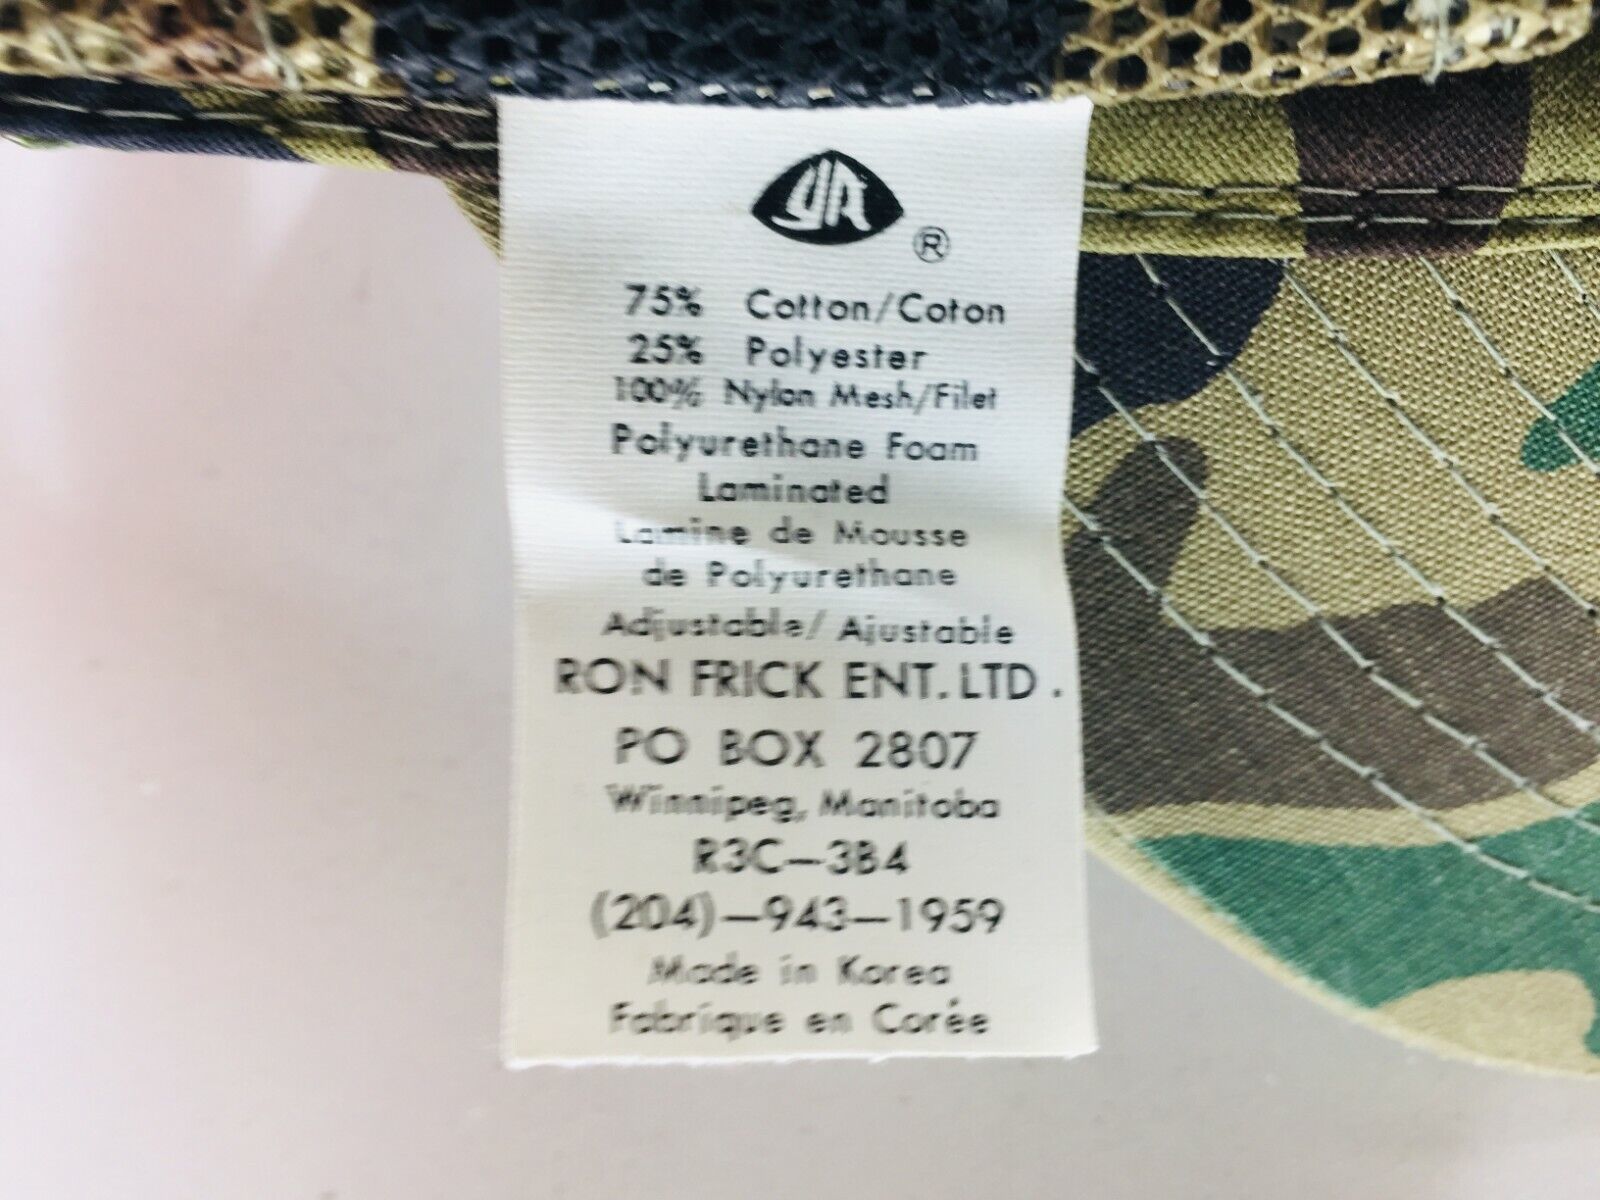 YA ®
75% Cotton/Coton
25% Polyester
100% Nylon Mesh/Filet
Polyurethane Foam
Laminated
Lamine de Mousse
de Polyurethane
Adjustable/ Ajustable
RON FRICK ENT. LTD.
PO BOX 2807
Winnipeg, Manitoba
R3C-3B4
(204)-943-1959
Made in Korea
Fabrique en Corée